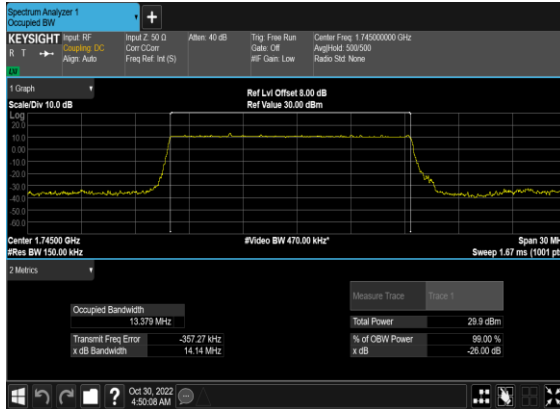 Spectrum Analyzer 1
Occupied BW
KEYSIGHT
R T
LXI
Input: RF
Coupling: DC
Align: Auto
Input Z: 50 Ω
Corr CCorr
Freq Ref: Int (S)
Atten: 40 dB
Trig: Free Run
Gate: Off
#IF Gain: Low
Center Freq: 1.745000000 GHz
Avg|Hold: 500/500
Radio Std: None
1 Graph
Scale/Div 10.0 dB
Ref Lvl Offset 8.00 dB
Ref Value 30.00 dBm
Log
20.0
10.0
0.00
-10.0
-20.0
-30.0
-40.0
-50.0
-60.0
Center 1.74500 GHz
#Res BW 150.00 kHz
#Video BW 470.00 kHz*
Span 30 MH
Sweep 1.67 ms (1001 pt
2 Metrics
Measure Trace Trace 1
Occupied Bandwidth
13.379 MHz
Total Power 29.9 dBm
Transmit Freq Error -357.27 kHz
% of OBW Power 99.00 %
x dB Bandwidth 14.14 MHz
x dB -26.00 dB
?
Oct 30, 2022
4:50:08 AM